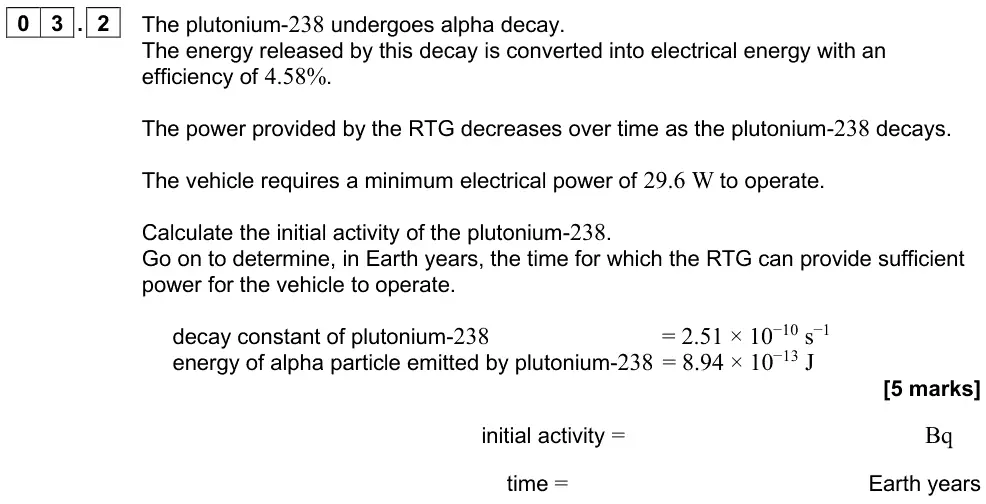 03.2 The plutonium-238 undergoes alpha decay.
The energy released by this decay is converted into electrical energy with an
efficiency of 4.58%.
The power provided by the RTG decreases over time as the plutonium-238 decays.
The vehicle requires a minimum electrical power of 29.6 W to operate.
Calculate the initial activity of the plutonium-238.
Go on to determine, in Earth years, the time for which the RTG can provide sufficient
power for the vehicle to operate.
decay constant of plutonium-238 = 2.51 × 10⁻¹⁰ s⁻¹
energy of alpha particle emitted by plutonium-238 = 8.94 × 10⁻¹³ J
[5 marks]
initial activity = Bq
time = Earth years